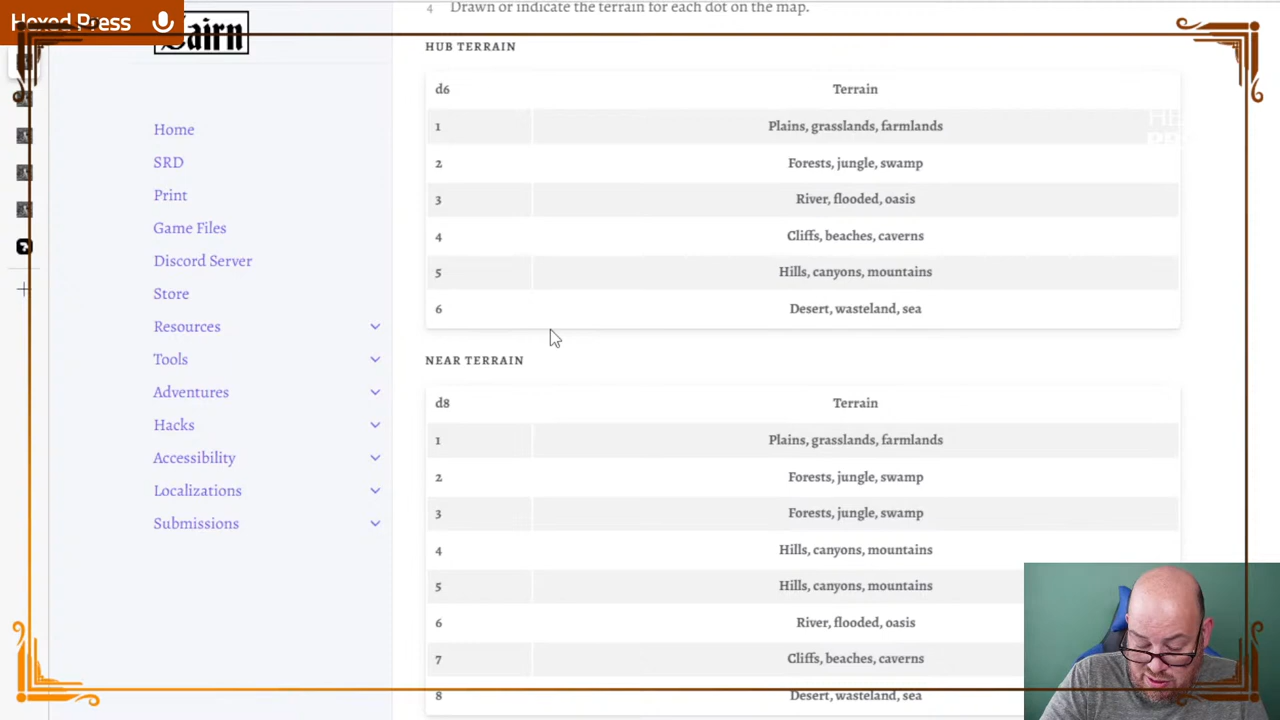 Hexed Press
Cairn
4 Drawn or indicate the terrain for each dot on the map.
HUB TERRAIN
d6 Terrain
1 Plains, grasslands, farmlands
2 Forests, jungle, swamp
3 River, flooded, oasis
4 Cliffs, beaches, caverns
5 Hills, canyons, mountains
6 Desert, wasteland, sea
NEAR TERRAIN
d8 Terrain
1 Plains, grasslands, farmlands
2 Forests, jungle, swamp
3 Forests, jungle, swamp
4 Hills, canyons, mountains
5 Hills, canyons, mountains
6 River, flooded, oasis
7 Cliffs, beaches, caverns
8 Desert, wasteland, sea
Home
SRD
Print
Game Files
Discord Server
Store
Resources
Tools
Adventures
Hacks
Accessibility
Localizations
Submissions